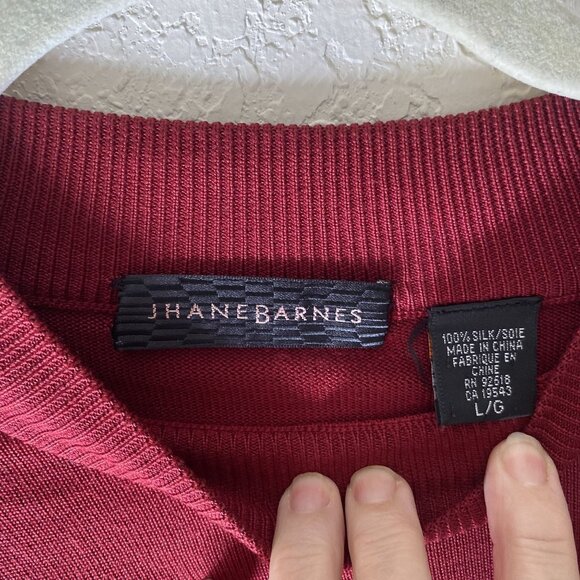 JHANEBARNES
100% SILK/SOIE
MADE IN CHINA
FABRIQUE EN
CHINE
RN 92618
CA 19543
L/G